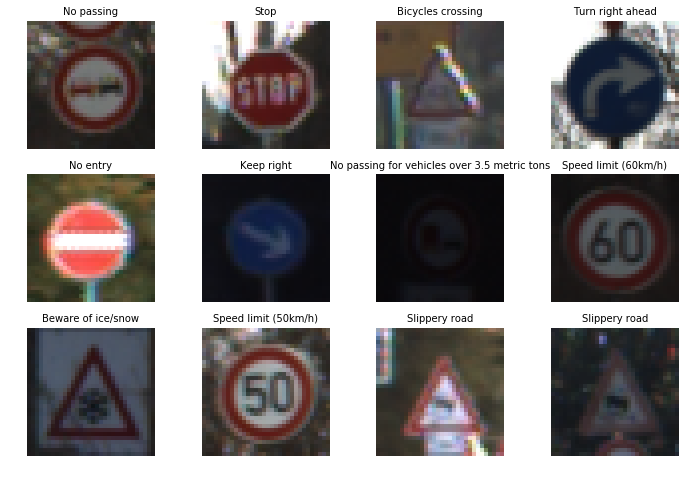 No passing
Stop
Bicycles crossing
Turn right ahead
STOP
No entry
Keep right
No passing for vehicles over 3.5 metric tons
Speed limit (60km/h)
60
Beware of ice/snow
Speed limit (50km/h)
Slippery road
Slippery road
50